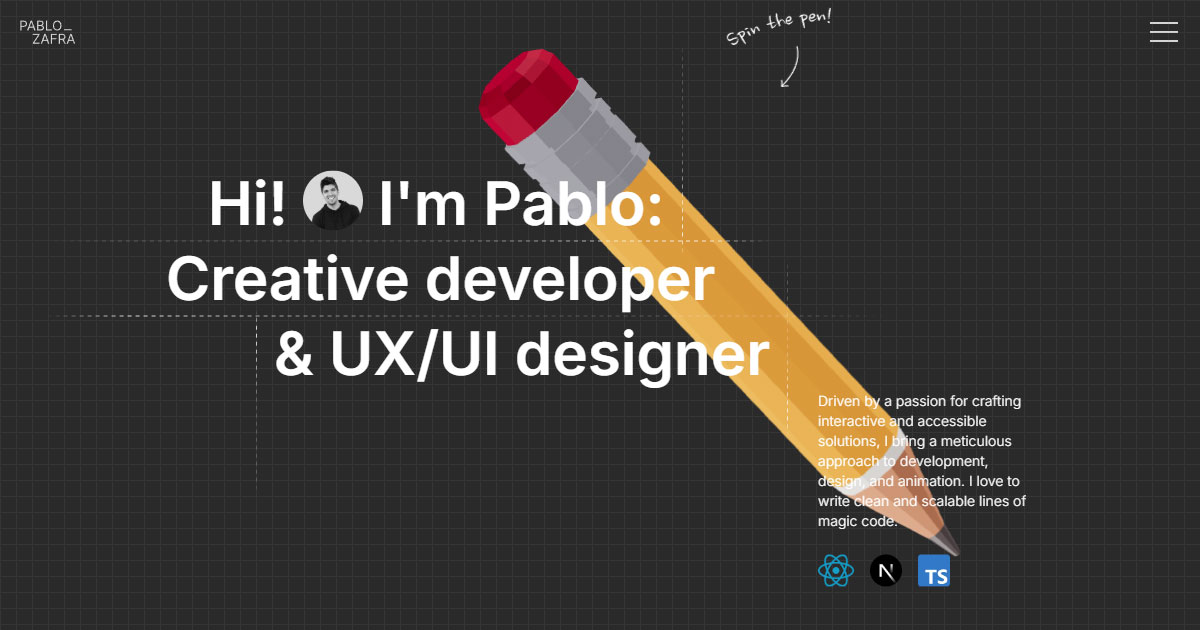 PABLO_
ZAFRA
Spin the pen!
Hi! I'm Pablo:
Creative developer
& UX/UI designer
Driven by a passion for crafting
interactive and accessible
solutions, I bring a meticulous
approach to development,
design, and animation. I love to
write clean and scalable lines of
magic code.
N
TS